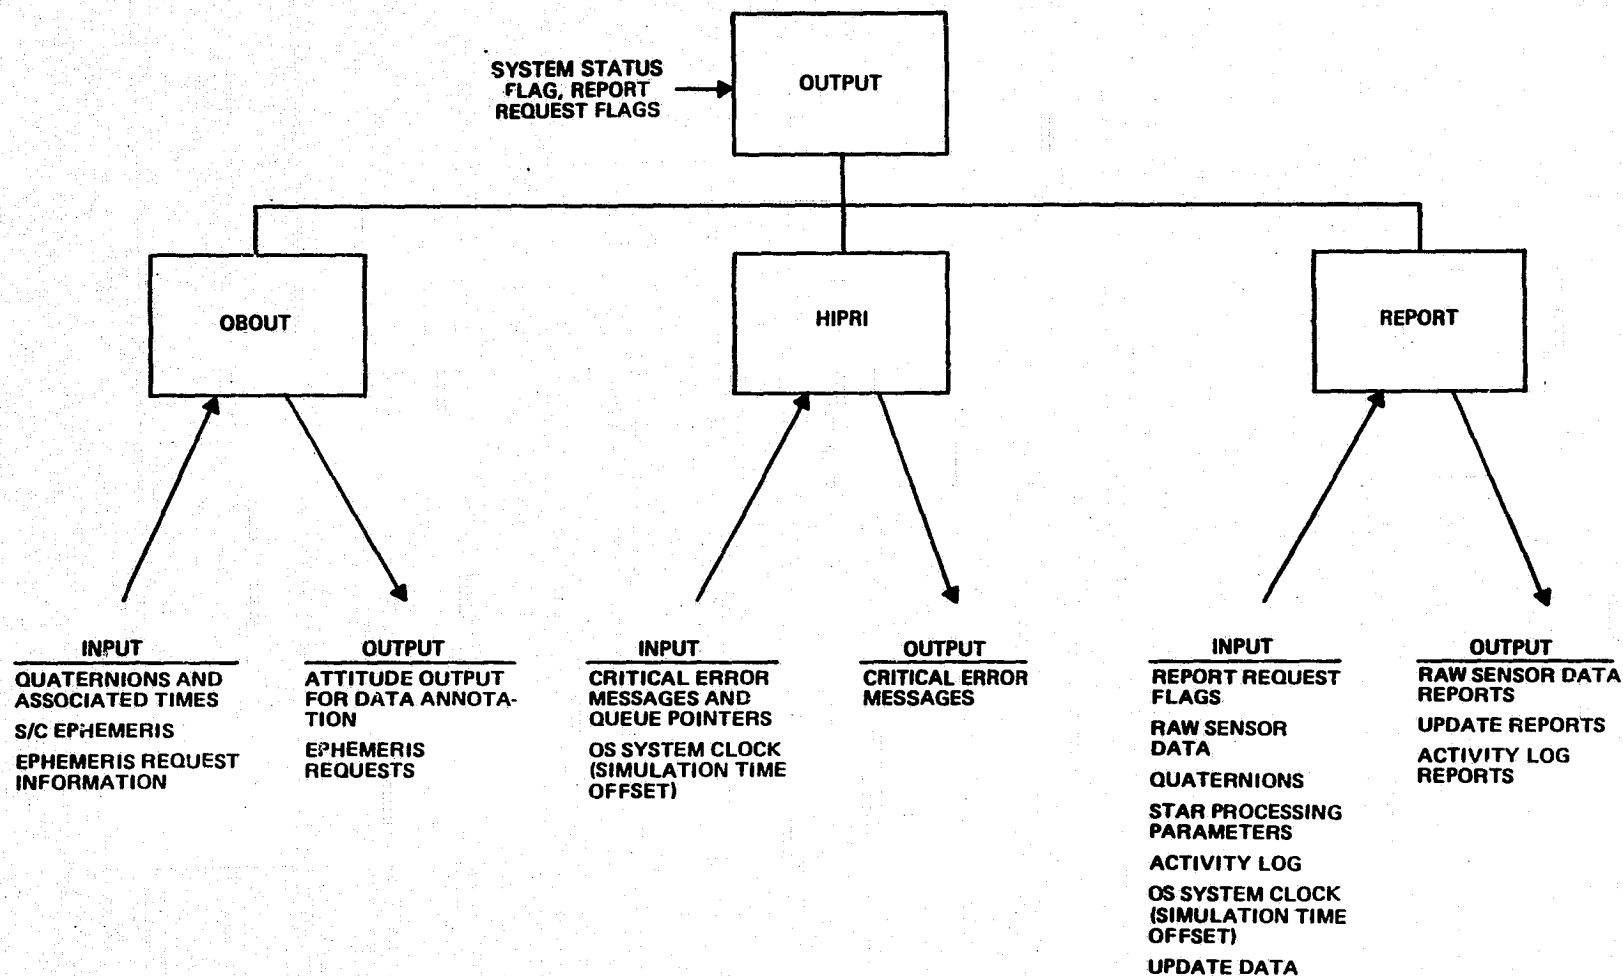 SYSTEM STATUS
FLAG, REPORT
REQUEST FLAGS
OUTPUT
OBOUT
HIPRI
REPORT
INPUT
QUATERNIONS AND
ASSOCIATED TIMES
S/C EPHEMERIS
EPHEMERIS REQUEST
INFORMATION
OUTPUT
ATTITUDE OUTPUT
FOR DATA ANNOTA-
TION
EPHEMERIS
REQUESTS
INPUT
CRITICAL ERROR
MESSAGES AND
QUEUE POINTERS
OS SYSTEM CLOCK
(SIMULATION TIME
OFFSET)
OUTPUT
CRITICAL ERROR
MESSAGES
INPUT
REPORT REQUEST
FLAGS
RAW SENSOR
DATA
QUATERNIONS
STAR PROCESSING
PARAMETERS
ACTIVITY LOG
OS SYSTEM CLOCK
(SIMULATION TIME
OFFSET)
UPDATE DATA
OUTPUT
RAW SENSOR DATA
REPORTS
UPDATE REPORTS
ACTIVITY LOG
REPORTS